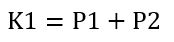 K1 = P1 + P2